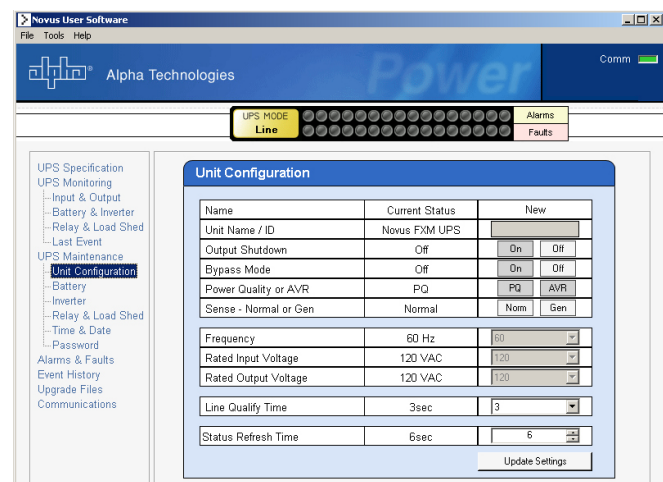 Novus User Software
File Tools Help
alpha® Alpha Technologies
Power
Comm
UPS MODE
Line
Alarms
Faults
UPS Specification
UPS Monitoring
Input & Output
Battery & Inverter
Relay & Load Shed
Last Event
UPS Maintenance
Unit Configuration
Battery
Inverter
Relay & Load Shed
Time & Date
Password
Alarms & Faults
Event History
Upgrade Files
Communications
Unit Configuration
Name Current Status New
Unit Name / ID Novus FXM UPS
Output Shutdown Off On Off
Bypass Mode Off On Off
Power Quality or AVR PQ PQ AVR
Sense - Normal or Gen Normal Norm Gen
Frequency 60 Hz 60
Rated Input Voltage 120 VAC 120
Rated Output Voltage 120 VAC 120
Line Qualify Time 3sec 3
Status Refresh Time 6sec 6
Update Settings